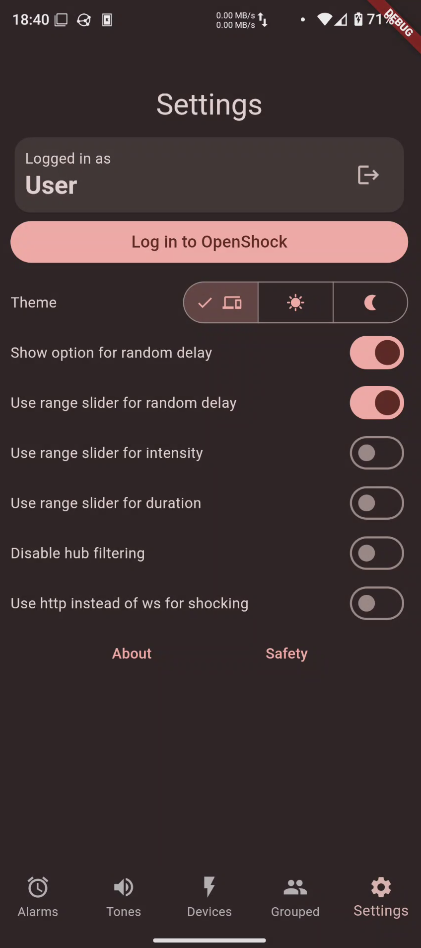 18:40 0.00 MB/s 71%
0.00 MB/s
DEBUG
Settings
Logged in as
User
Log in to OpenShock
Theme
Show option for random delay
Use range slider for random delay
Use range slider for intensity
Use range slider for duration
Disable hub filtering
Use http instead of ws for shocking
About Safety
Alarms Tones Devices Grouped Settings